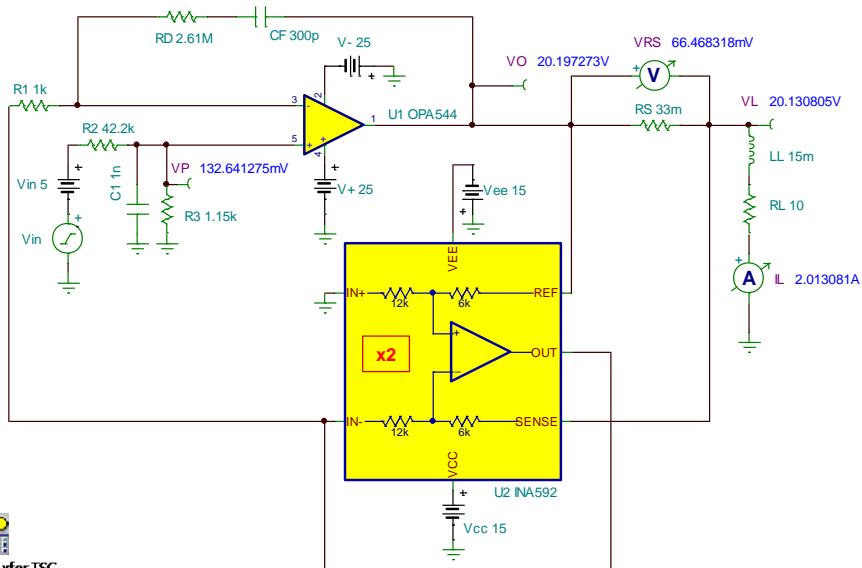 RD 2.61M
CF 300p
V- 25
VO 20.197273V
VRS 66.468318mV
V
R1 1k
2
3
1
U1 OPA544
RS 33m
VL 20.130805V
R2 42.2k
5
4
LL 15m
VP 132.641275mV
Vin 5
C1 1n
R3 1.15k
V+ 25
Vee 15
RL 10
Vin
VEE
A
IL 2.013081A
IN+
12k
6k
REF
x2
OUT
IN-
12k
6k
SENSE
VCC
U2 INA592
Vcc 15